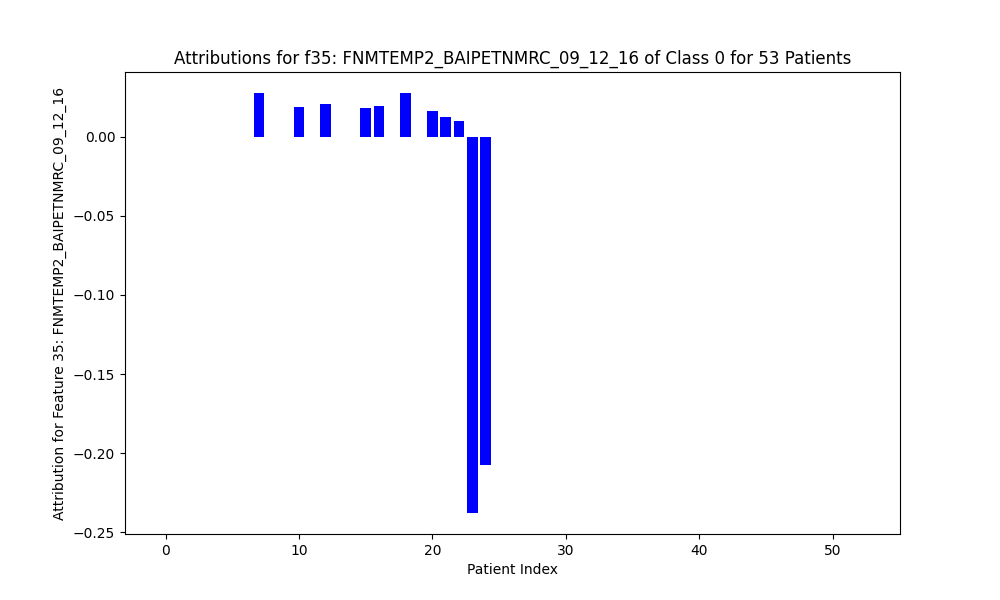 Attributions for f35: FNMTEMP2_BAIPETNMRC_09_12_16 of Class 0 for 53 Patients
Attribution for Feature 35: FNMTEMP2_BAIPETNMRC_09_12_16
0.00
−0.05
−0.10
−0.15
−0.20
−0.25
0 10 20 30 40 50
Patient Index